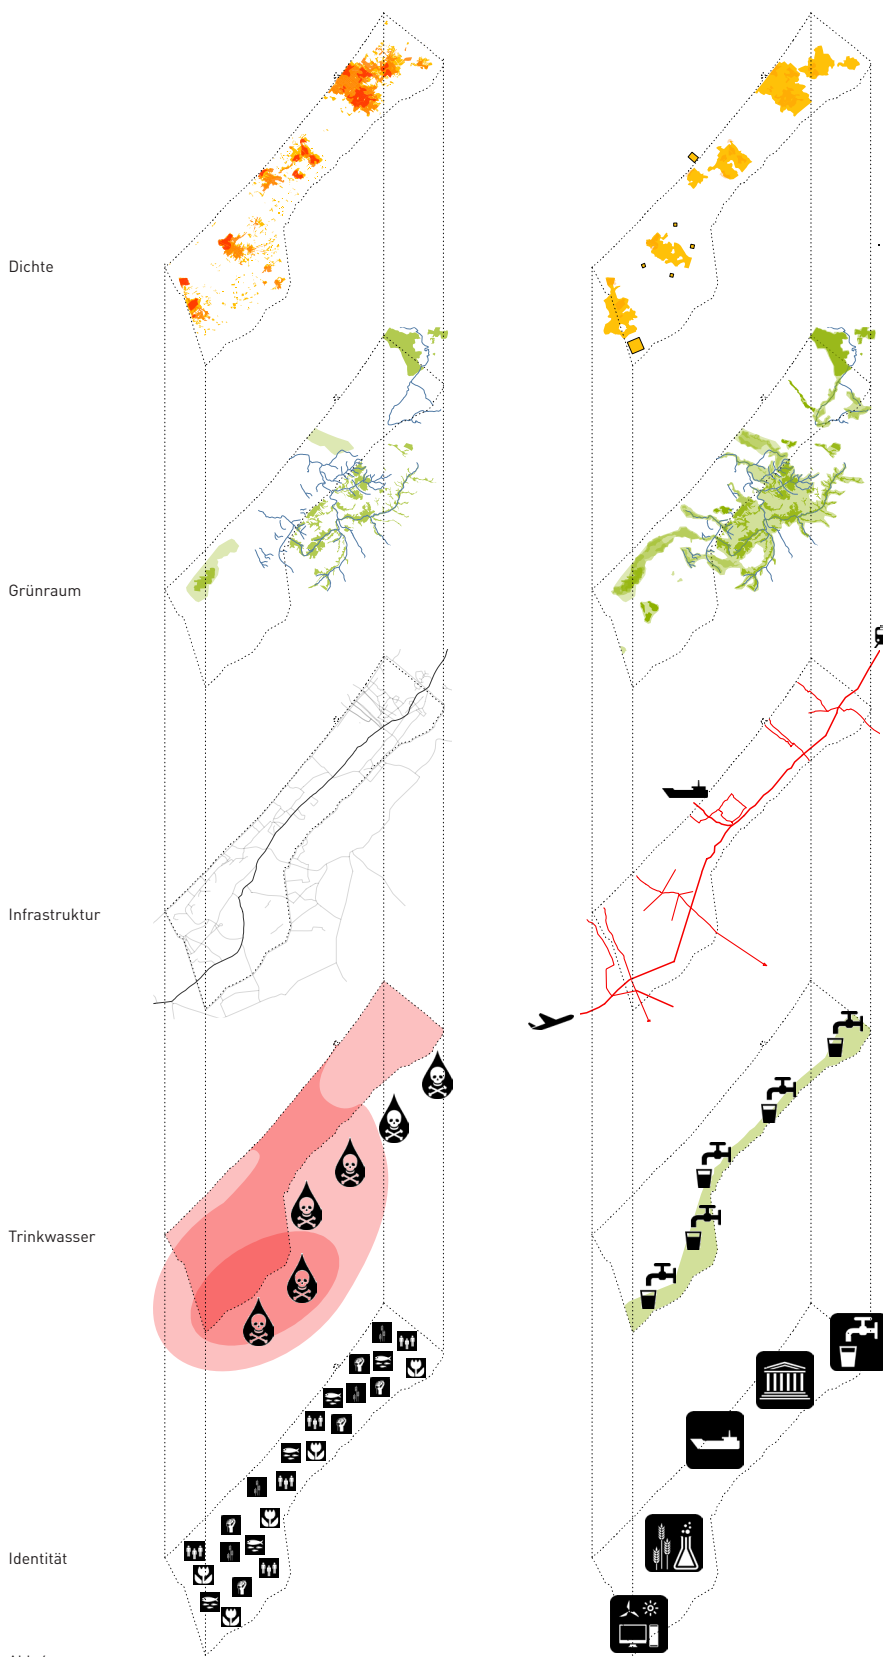 Dichte
Grünraum
Infrastruktur
Trinkwasser
Identität